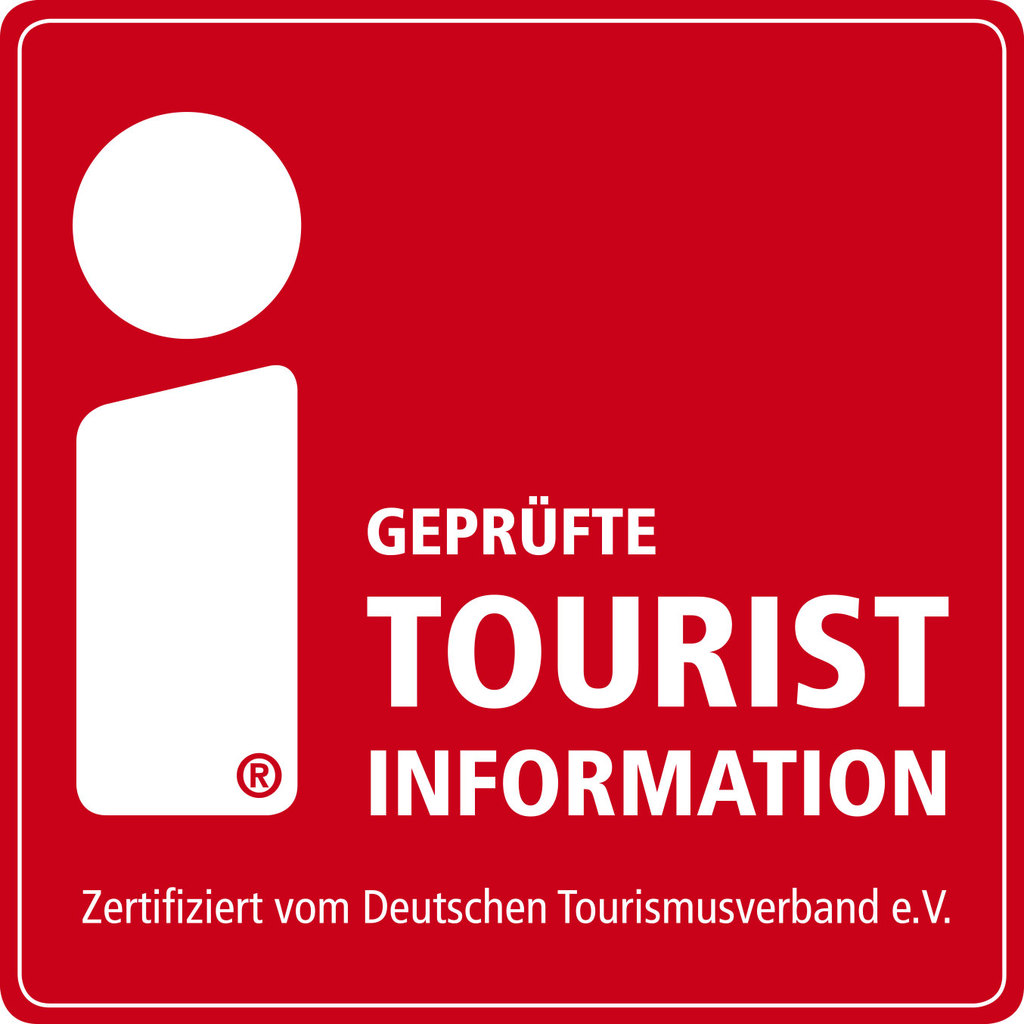 GEPRÜFTE
TOURIST
INFORMATION
®
Zertifiziert vom Deutschen Tourismusverband e.V.